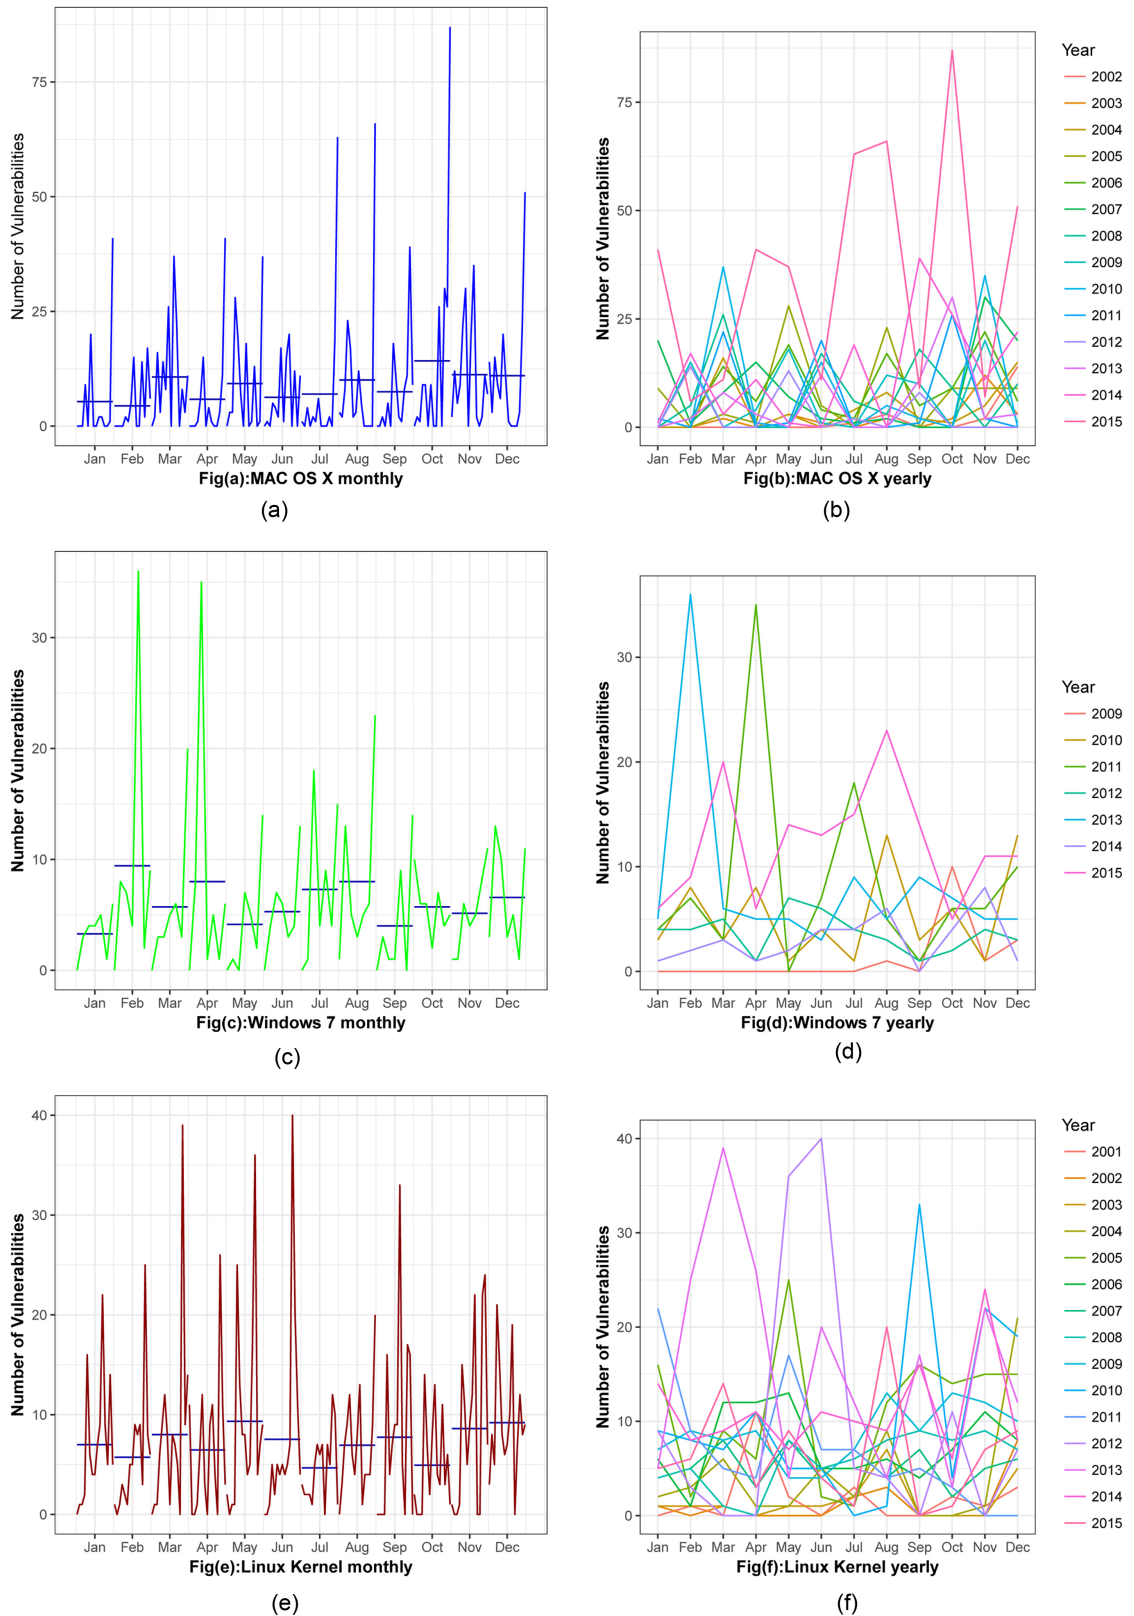 Number of Vulnerabilities
75
50
25
0
Jan Feb Mar Apr May Jun Jul Aug Sep Oct Nov Dec
Fig(a):MAC OS X monthly
(a)
Number of Vulnerabilities
75
50
25
0
Jan Feb Mar Apr May Jun Jul Aug Sep Oct Nov Dec
Fig(b):MAC OS X yearly
(b)
Year
2002
2003
2004
2005
2006
2007
2008
2009
2010
2011
2012
2013
2014
2015
Number of Vulnerabilities
30
20
10
0
Jan Feb Mar Apr May Jun Jul Aug Sep Oct Nov Dec
Fig(c):Windows 7 monthly
(c)
Number of Vulnerabilities
30
20
10
0
Jan Feb Mar Apr May Jun Jul Aug Sep Oct Nov Dec
Fig(d):Windows 7 yearly
(d)
Year
2009
2010
2011
2012
2013
2014
2015
Number of Vulnerabilities
40
30
20
10
0
Jan Feb Mar Apr May Jun Jul Aug Sep Oct Nov Dec
Fig(e):Linux Kernel monthly
(e)
Number of Vulnerabilities
40
30
20
10
0
Jan Feb Mar Apr May Jun Jul Aug Sep Oct Nov Dec
Fig(f):Linux Kernel yearly
(f)
Year
2001
2002
2003
2004
2005
2006
2007
2008
2009
2010
2011
2012
2013
2014
2015